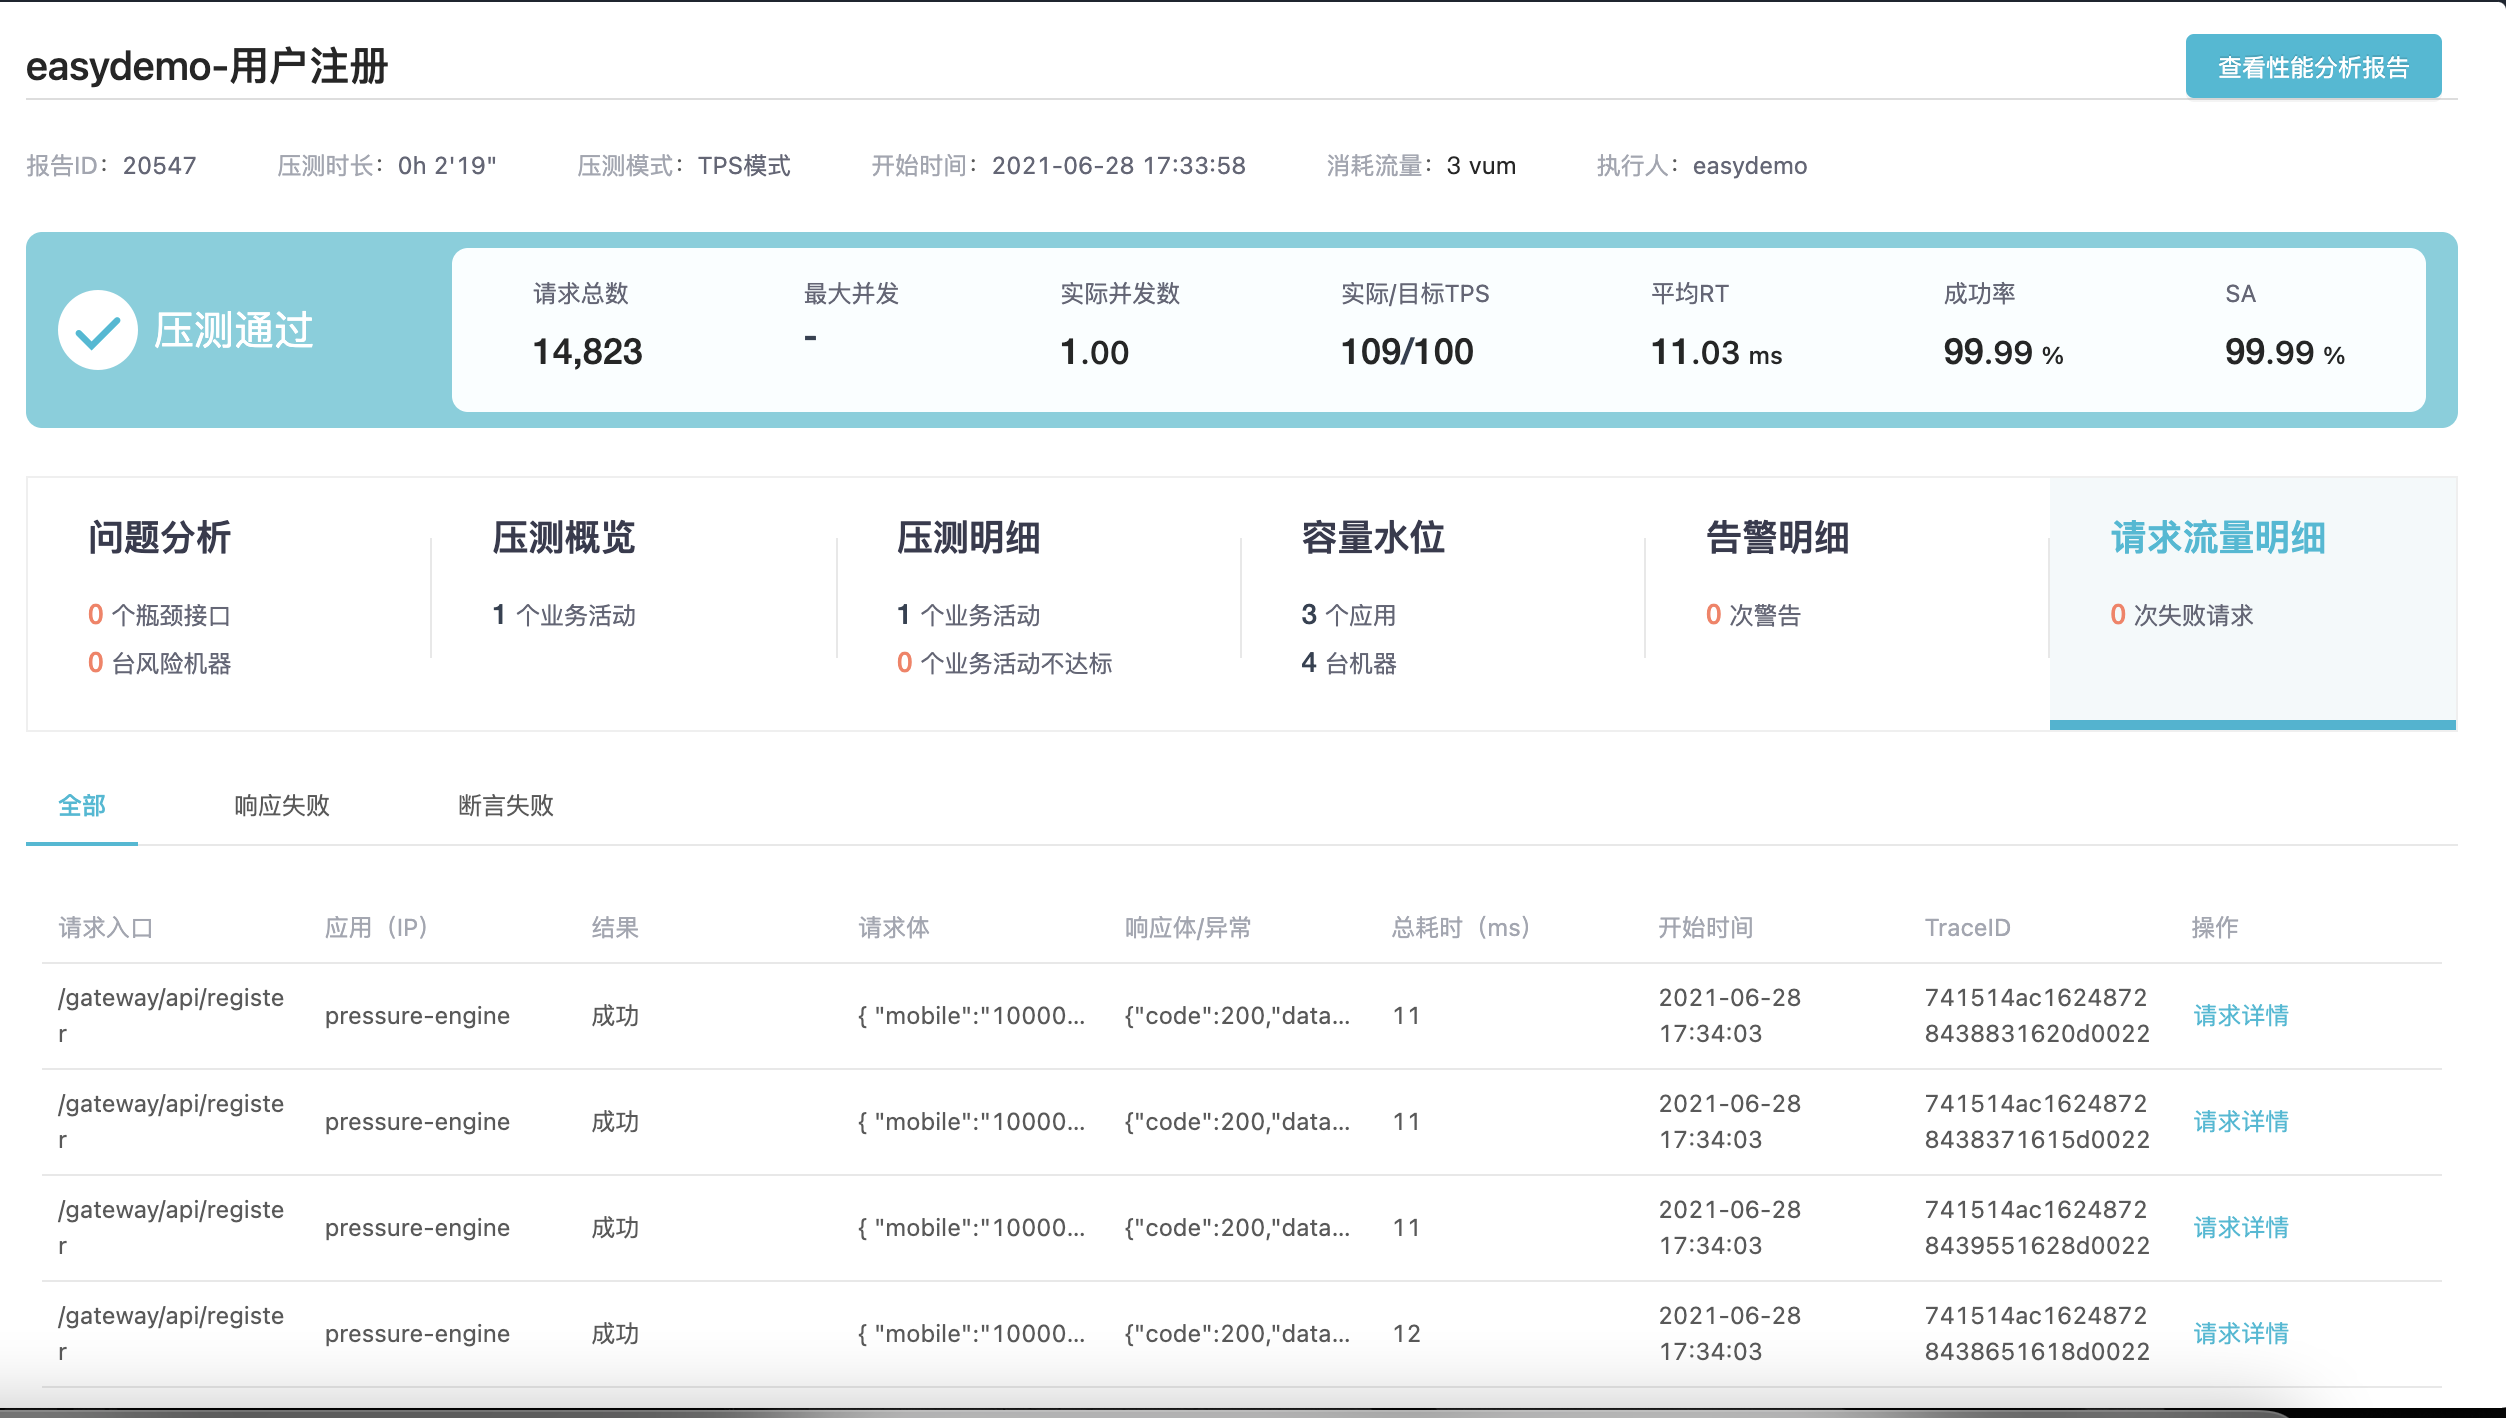 easydemo-用户注册
查看性能分析报告
报告ID：20547 压测时长：0h 2'19" 压测模式：TPS模式 开始时间：2021-06-28 17:33:58 消耗流量：3 vum 执行人：easydemo
压测通过
请求总数 最大并发 实际并发数 实际/目标TPS 平均RT 成功率 SA
14,823 - 1.00 109/100 11.03 ms 99.99 % 99.99 %
问题分析 压测概览 压测明细 容量水位 告警明细 请求流量明细
0 个瓶颈接口 1 个业务活动 1 个业务活动 3 个应用 0 次警告 0 次失败请求
0 台风险机器 0 个业务活动不达标 4 台机器
全部 响应失败 断言失败
请求入口 应用（IP） 结果 请求体 响应体/异常 总耗时（ms） 开始时间 TraceID 操作
/gateway/api/registe 2021-06-28 741514ac1624872
pressure-engine 成功 { "mobile":"10000... {"code":200,"data... 11 请求详情
r 17:34:03 8438831620d0022
/gateway/api/registe 2021-06-28 741514ac1624872
pressure-engine 成功 { "mobile":"10000... {"code":200,"data... 11 请求详情
r 17:34:03 8438371615d0022
/gateway/api/registe 2021-06-28 741514ac1624872
pressure-engine 成功 { "mobile":"10000... {"code":200,"data... 11 请求详情
r 17:34:03 8439551628d0022
/gateway/api/registe 2021-06-28 741514ac1624872
pressure-engine 成功 { "mobile":"10000... {"code":200,"data... 12 请求详情
r 17:34:03 8438651618d0022